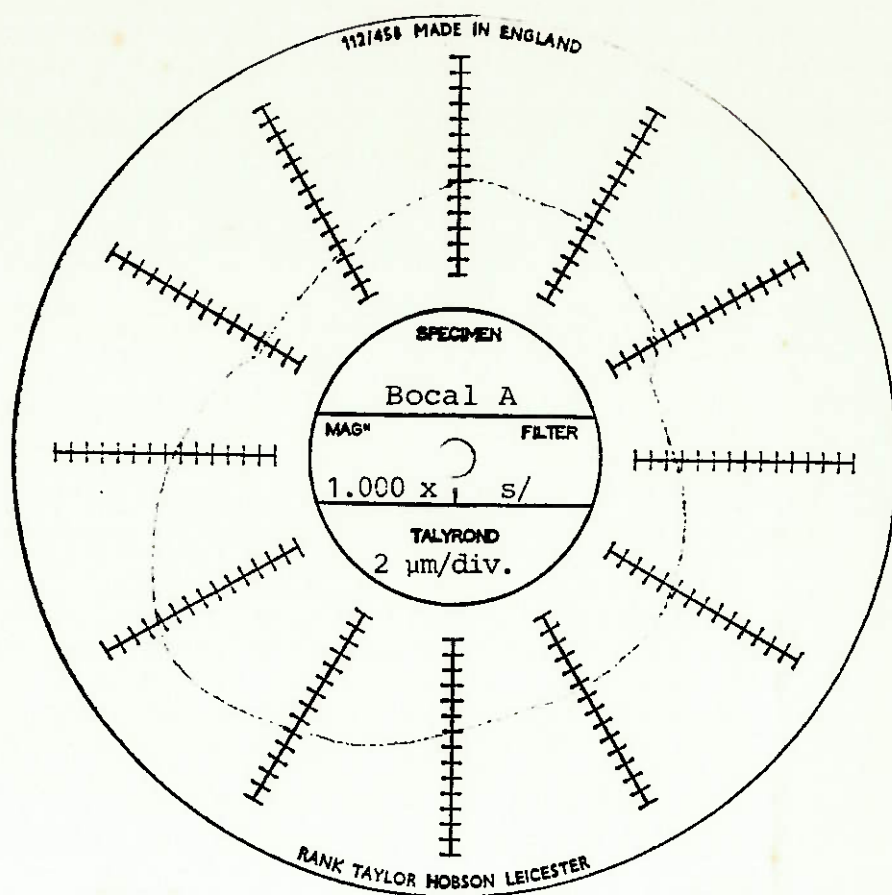 112/458 MADE IN ENGLAND
SPECIMEN
Bocal A
MAGN FILTER
1.000 x s/
TALYROND
2 μm/div.
RANK TAYLOR HOBSON LEICESTER